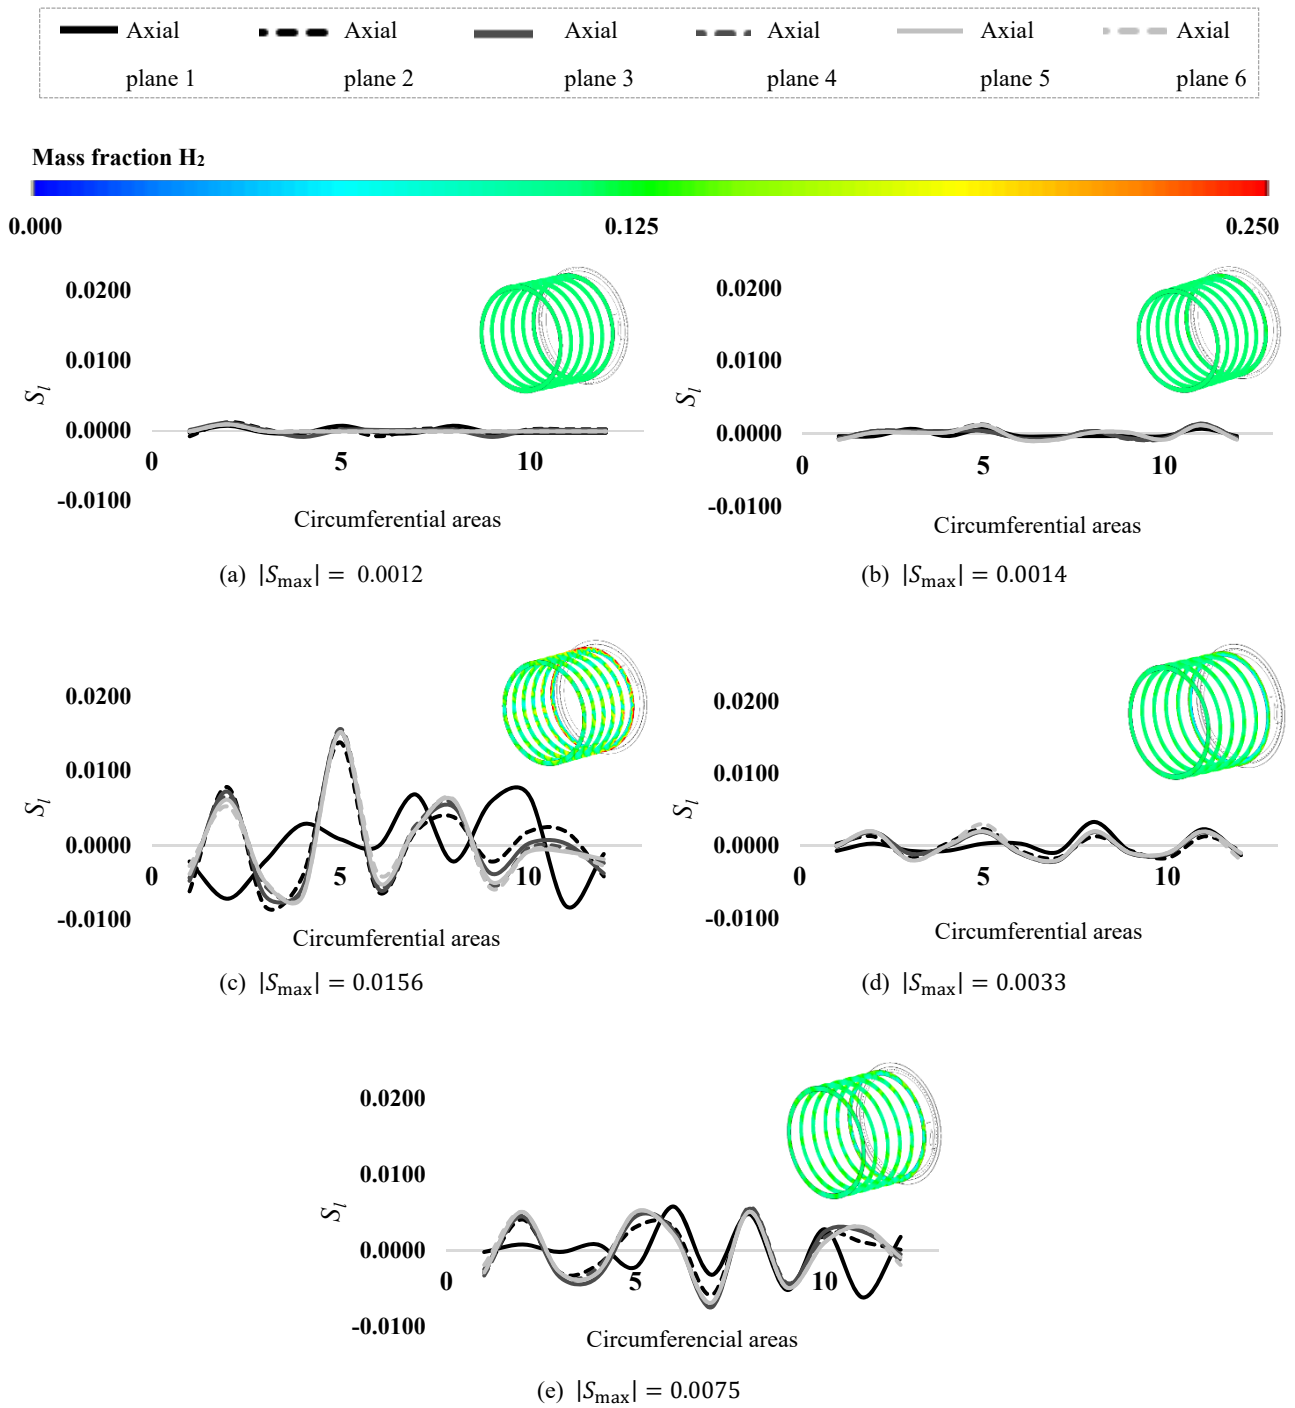 Axial Axial Axial Axial Axial Axial
plane 1 plane 2 plane 3 plane 4 plane 5 plane 6
Mass fraction H₂
0.000 0.125 0.250
0.0200
0.0100
0.0000
-0.0100
S_l
0 5 10
Circumferential areas
(a) |S_max| = 0.0012
0.0200
0.0100
0.0000
-0.0100
S_l
0 5 10
Circumferential areas
(b) |S_max| = 0.0014
0.0200
0.0100
0.0000
-0.0100
S_l
0 5 10
Circumferential areas
(c) |S_max| = 0.0156
0.0200
0.0100
0.0000
-0.0100
S_l
0 5 10
Circumferential areas
(d) |S_max| = 0.0033
0.0200
0.0100
0.0000
-0.0100
S_l
0 5 10
Circumferencial areas
(e) |S_max| = 0.0075